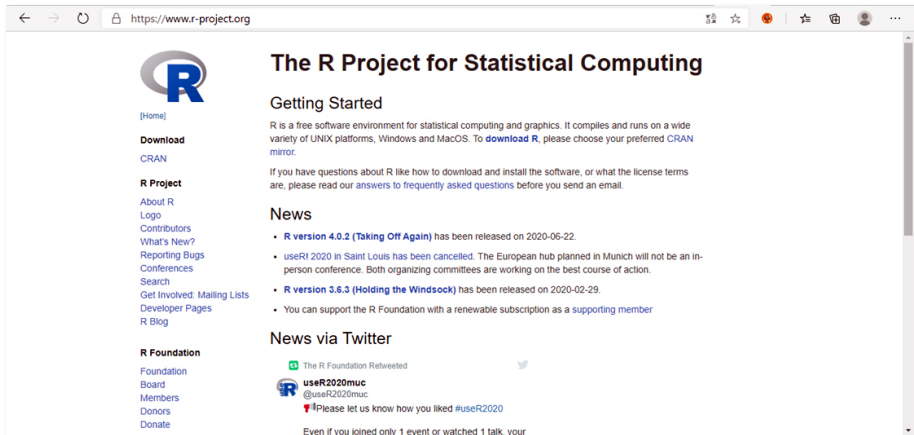 https://www.r-project.org
R
The R Project for Statistical Computing
[Home]
Download
CRAN
R Project
About R
Logo
Contributors
What's New?
Reporting Bugs
Conferences
Search
Get Involved: Mailing Lists
Developer Pages
R Blog
R Foundation
Foundation
Board
Members
Donors
Donate
Getting Started
R is a free software environment for statistical computing and graphics. It compiles and runs on a wide
variety of UNIX platforms, Windows and MacOS. To download R, please choose your preferred CRAN
mirror.
If you have questions about R like how to download and install the software, or what the license terms
are, please read our answers to frequently asked questions before you send an email.
News
• R version 4.0.2 (Taking Off Again) has been released on 2020-06-22.
• useR! 2020 in Saint Louis has been cancelled. The European hub planned in Munich will not be an in-
person conference. Both organizing committees are working on the best course of action.
• R version 3.6.3 (Holding the Windsock) has been released on 2020-02-29.
• You can support the R Foundation with a renewable subscription as a supporting member
News via Twitter
The R Foundation Retweeted
R
useR2020muc
@useR2020muc
Please let us know how you liked #useR2020
Even if you joined only 1 event or watched 1 talk, your